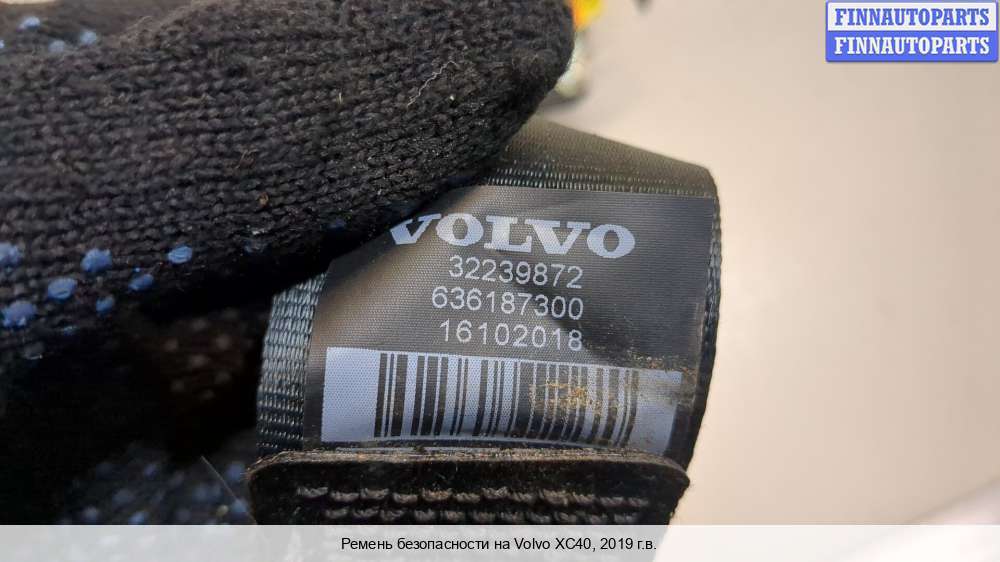 FINNAUTOPARTS
FINNAUTOPARTS
VOLVO
32239872
636187300
16102018
Ремень безопасности на Volvo XC40, 2019 г.в.